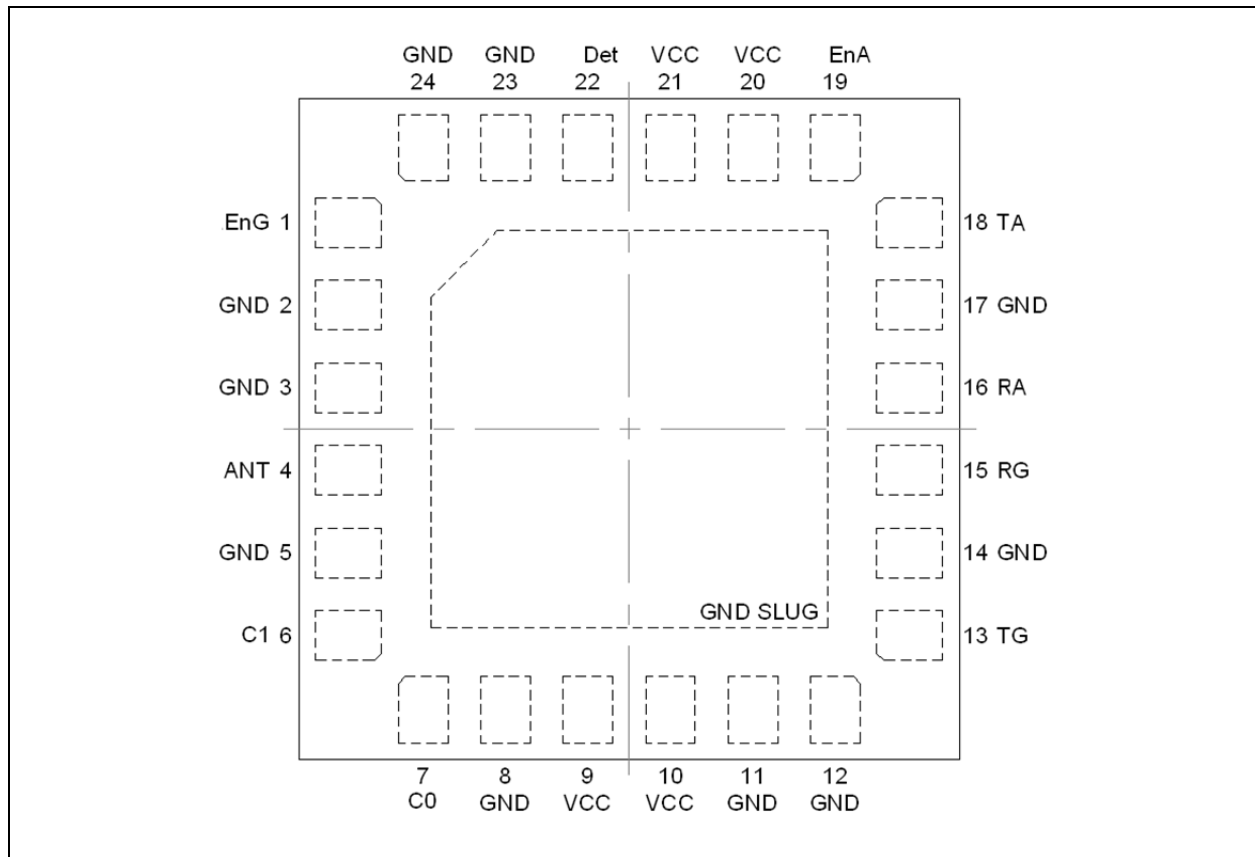 GND GND Det VCC VCC EnA
24 23 22 21 20 19
EnG 1
18 TA
GND 2
17 GND
GND 3
16 RA
ANT 4
15 RG
GND 5
14 GND
GND SLUG
C1 6
13 TG
7 8 9 10 11 12
C0 GND VCC VCC GND GND